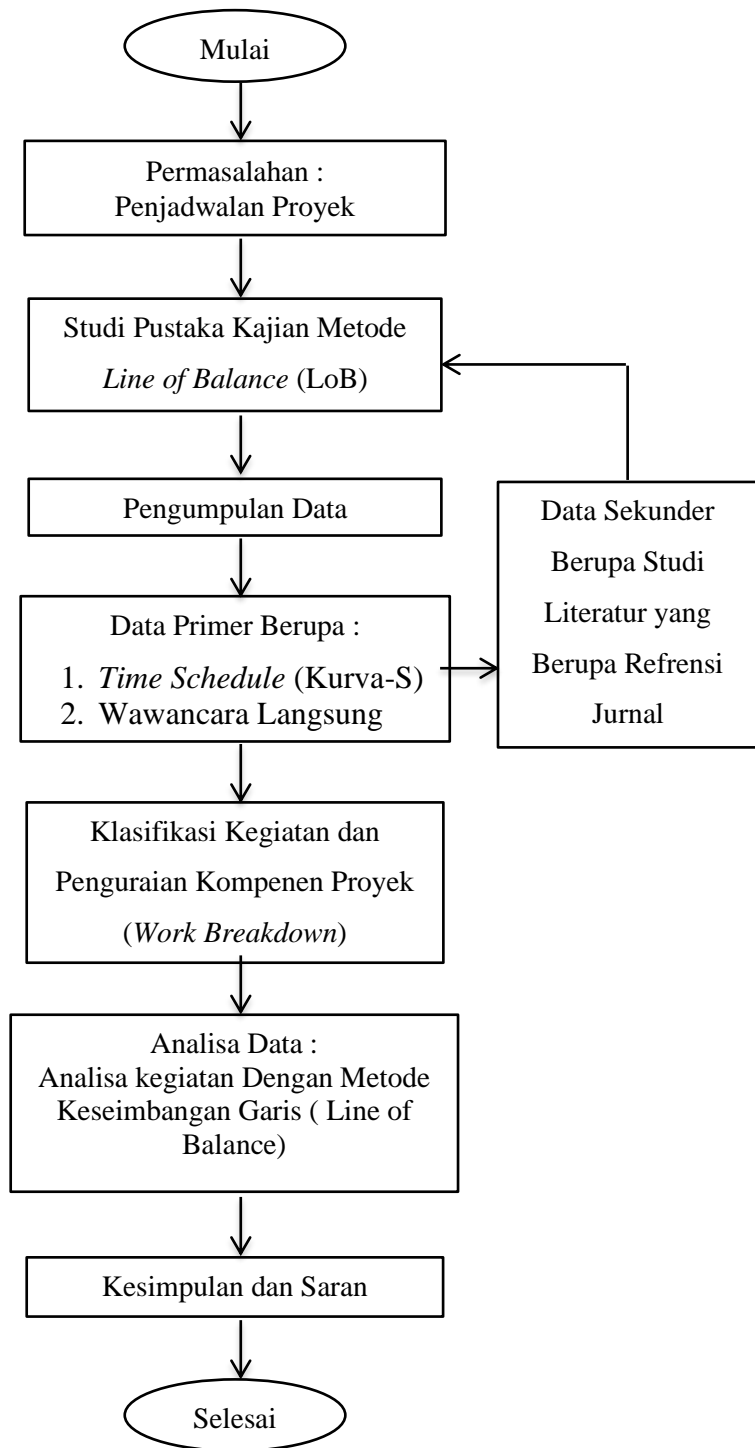 Mulai
Permasalahan :
Penjadwalan Proyek
Studi Pustaka Kajian Metode
Line of Balance (LoB)
Pengumpulan Data
Data Primer Berupa :
1. Time Schedule (Kurva-S)
2. Wawancara Langsung
Data Sekunder
Berupa Studi
Literatur yang
Berupa Refrensi
Jurnal
Klasifikasi Kegiatan dan
Penguraian Kompenen Proyek
(Work Breakdown)
Analisa Data :
Analisa kegiatan Dengan Metode
Keseimbangan Garis ( Line of
Balance)
Kesimpulan dan Saran
Selesai